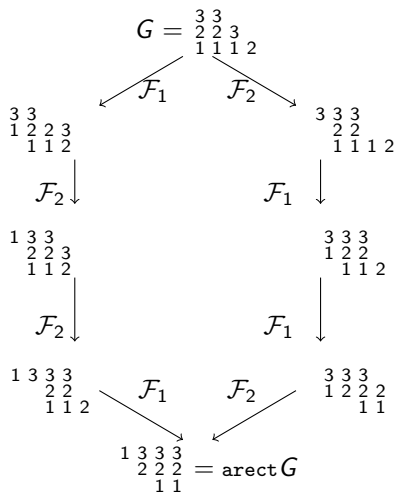 3 3
G = 2 2 3
1 1 1 2
F₁ F₂
3 3
1 2 2 3
1 1 2
3 3 3
2 2
1 1 1 2
F₂ F₁
1 3 3
2 2 3
1 1 2
3 3 3
2 2 2
1 1 2
F₂ F₁
1 3 3 3
2 2
1 1 2
3 3 3
1 2 2 2
1 1
F₁ F₂
1 3 3 3
2 2 2 = arectG
1 1